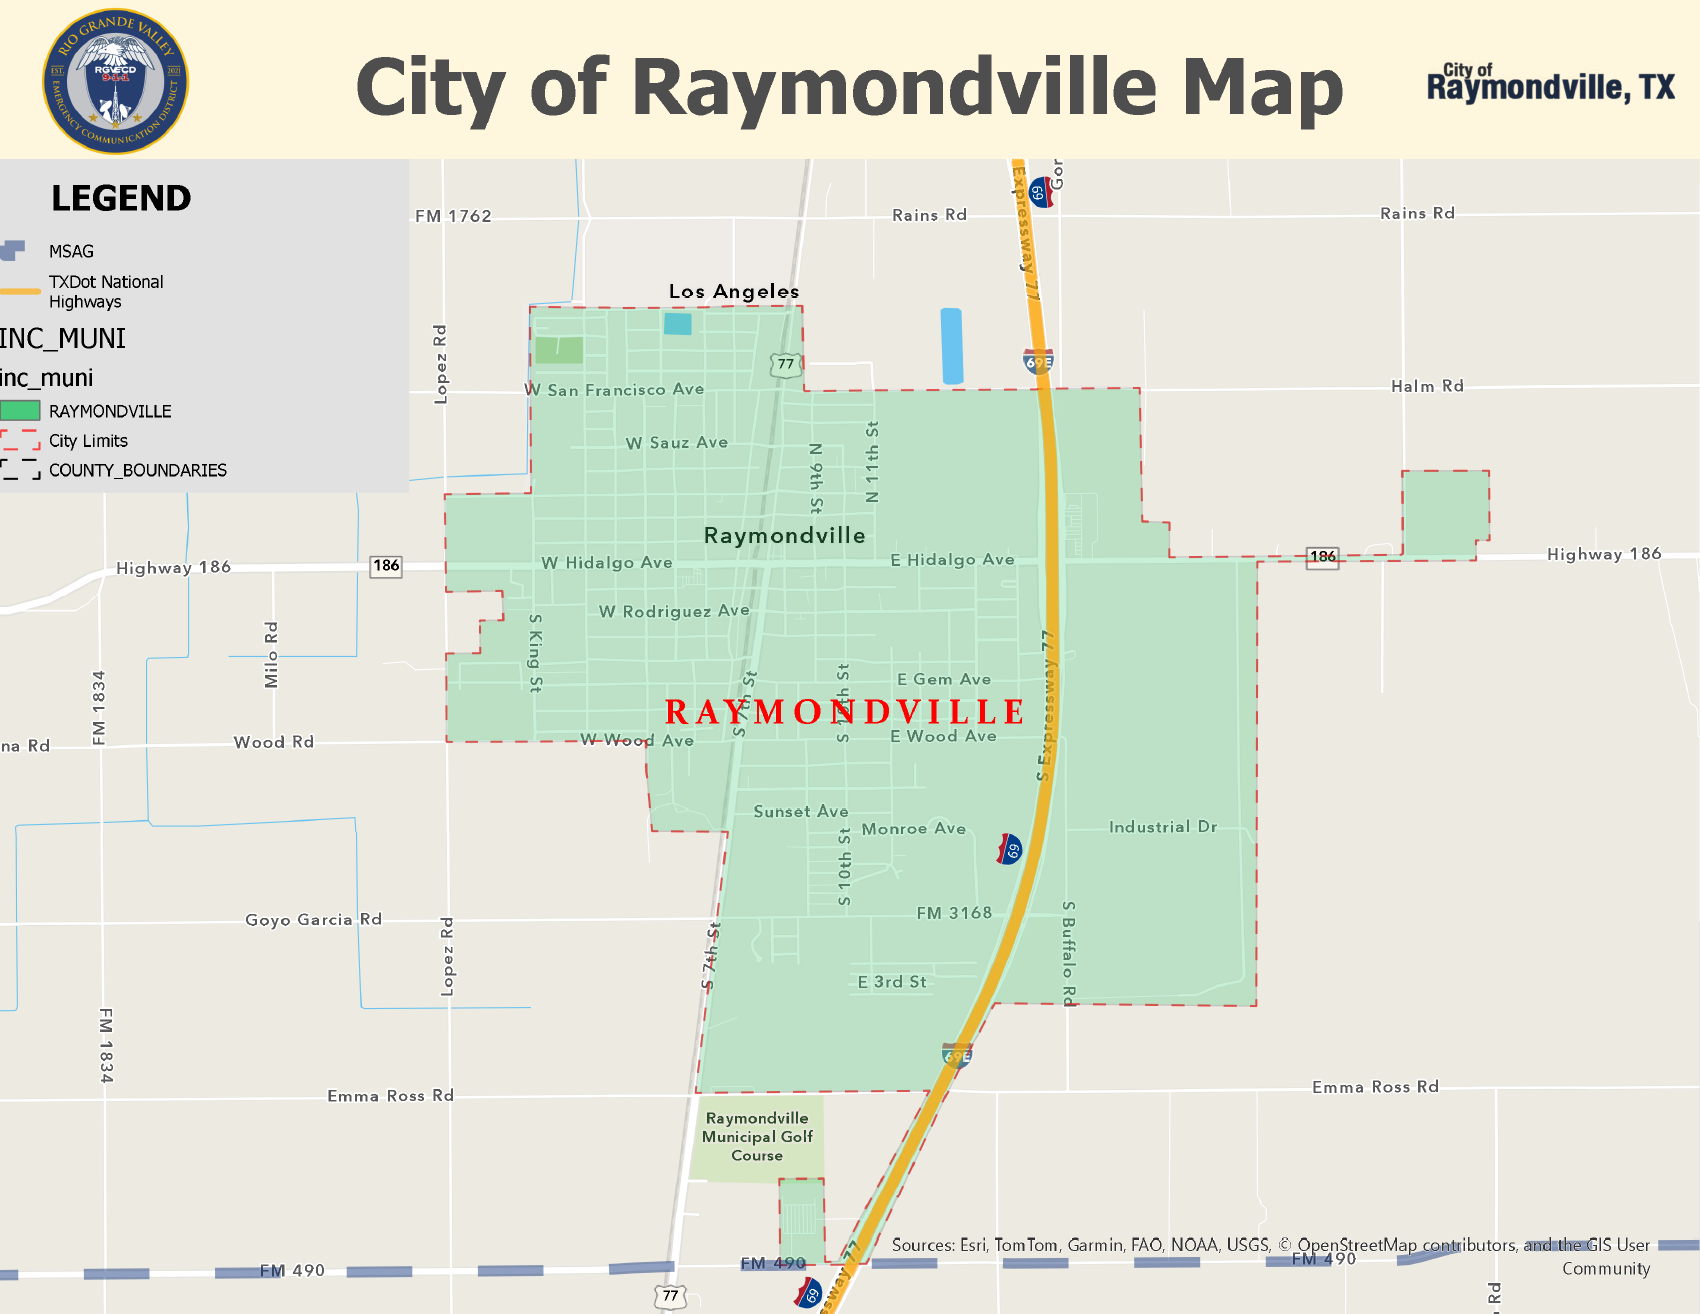 RIO GRANDE VALLEY
EST. 2021
RGVECD
9-1-1
EMERGENCY COMMUNICATION DISTRICT
City of Raymondville Map
City of
Raymondville, TX
LEGEND
MSAG
TXDot National
Highways
INC_MUNI
inc_muni
RAYMONDVILLE
City Limits
COUNTY_BOUNDARIES
FM 1762
Rains Rd
Rains Rd
Expressway 77
69
Gor
Los Angeles
Lopez Rd
77
69E
W San Francisco Ave
Halm Rd
W Sauz Ave
N 9th St
N 11th St
Raymondville
Highway 186
186
W Hidalgo Ave
E Hidalgo Ave
186
Highway 186
W Rodriguez Ave
S King St
Milo Rd
FM 1834
S 7th St
S 10th St
E Gem Ave
S Expressway 77
RAYMONDVILLE
na Rd
Wood Rd
W Wood Ave
E Wood Ave
Sunset Ave
Monroe Ave
Industrial Dr
69
S 10th St
Goyo Garcia Rd
FM 3168
Lopez Rd
S 7th St
S Buffalo Rd
E 3rd St
FM 1834
69E
Emma Ross Rd
Emma Ross Rd
Raymondville
Municipal Golf
Course
FM 490
FM 490
FM 490
77
69
ssway 77
Rd
Sources: Esri, TomTom, Garmin, FAO, NOAA, USGS, © OpenStreetMap contributors, and the GIS User
Community